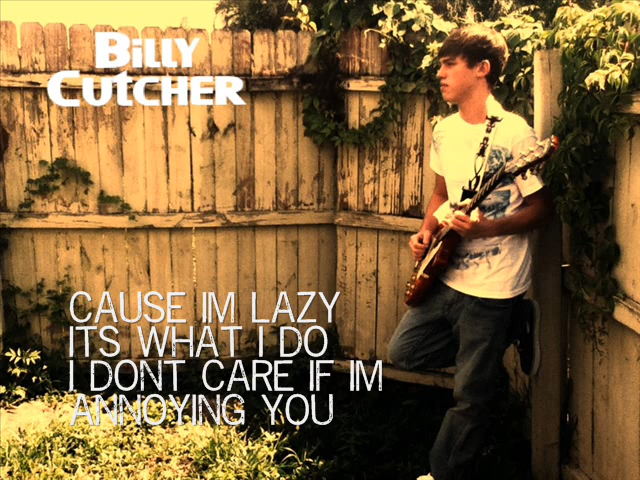 BiLLY
CUtCHER
CAUSE IM LAZY
ITS WHAT I DO
I DONT CARE IF IM
ANNOYING YOU